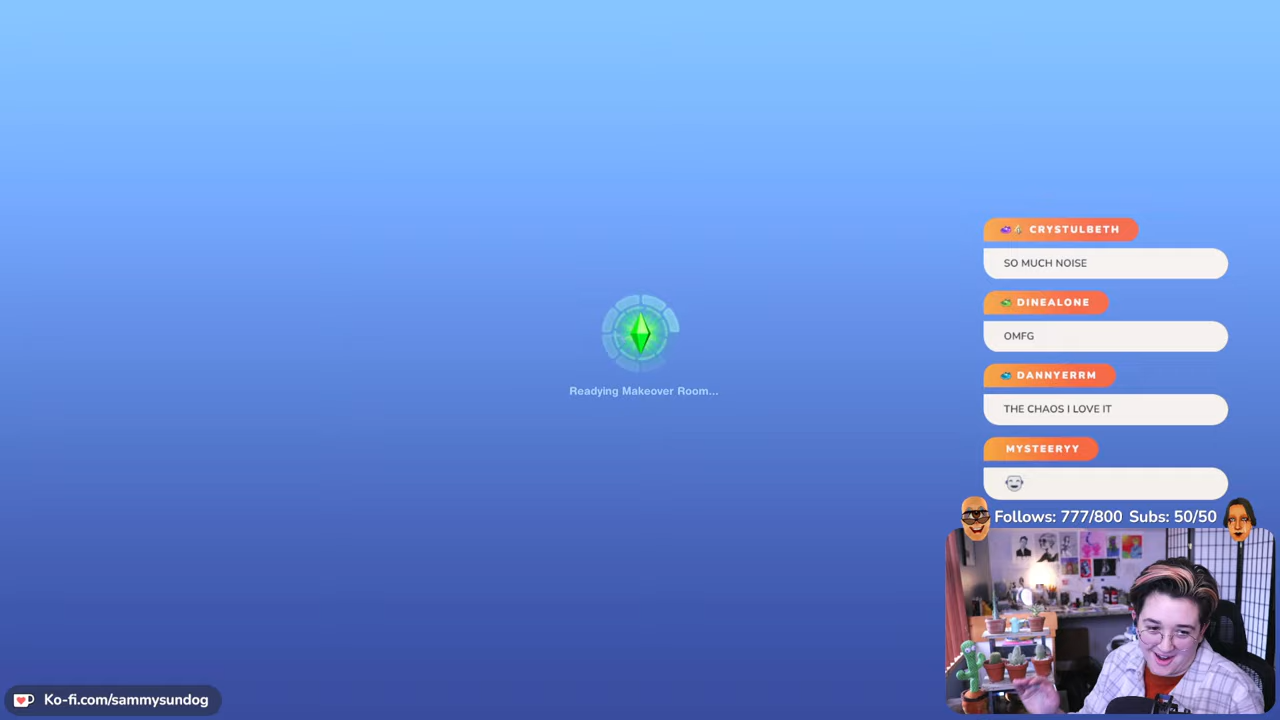 CRYSTULBETH
SO MUCH NOISE
DINEALONE
OMFG
Readying Makeover Room...
DANNYERRM
THE CHAOS I LOVE IT
MYSTEERYY
Follows: 777/800 Subs: 50/50
Ko-fi.com/sammysundog